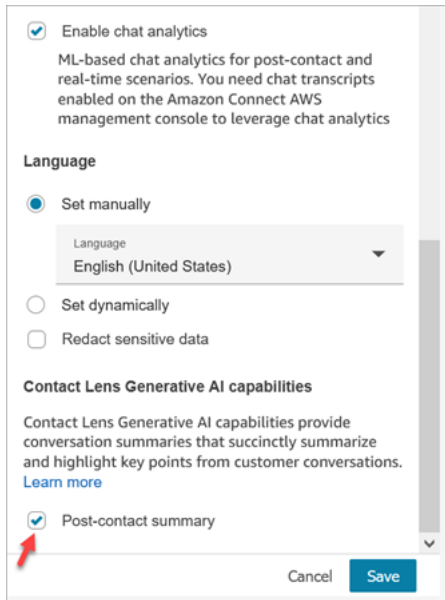 Enable chat analytics
ML-based chat analytics for post-contact and
real-time scenarios. You need chat transcripts
enabled on the Amazon Connect AWS
management console to leverage chat analytics
Language
Set manually
Language
English (United States)
Set dynamically
Redact sensitive data
Contact Lens Generative AI capabilities
Contact Lens Generative AI capabilities provide
conversation summaries that succinctly summarize
and highlight key points from customer conversations.
Learn more
Post-contact summary
Cancel
Save